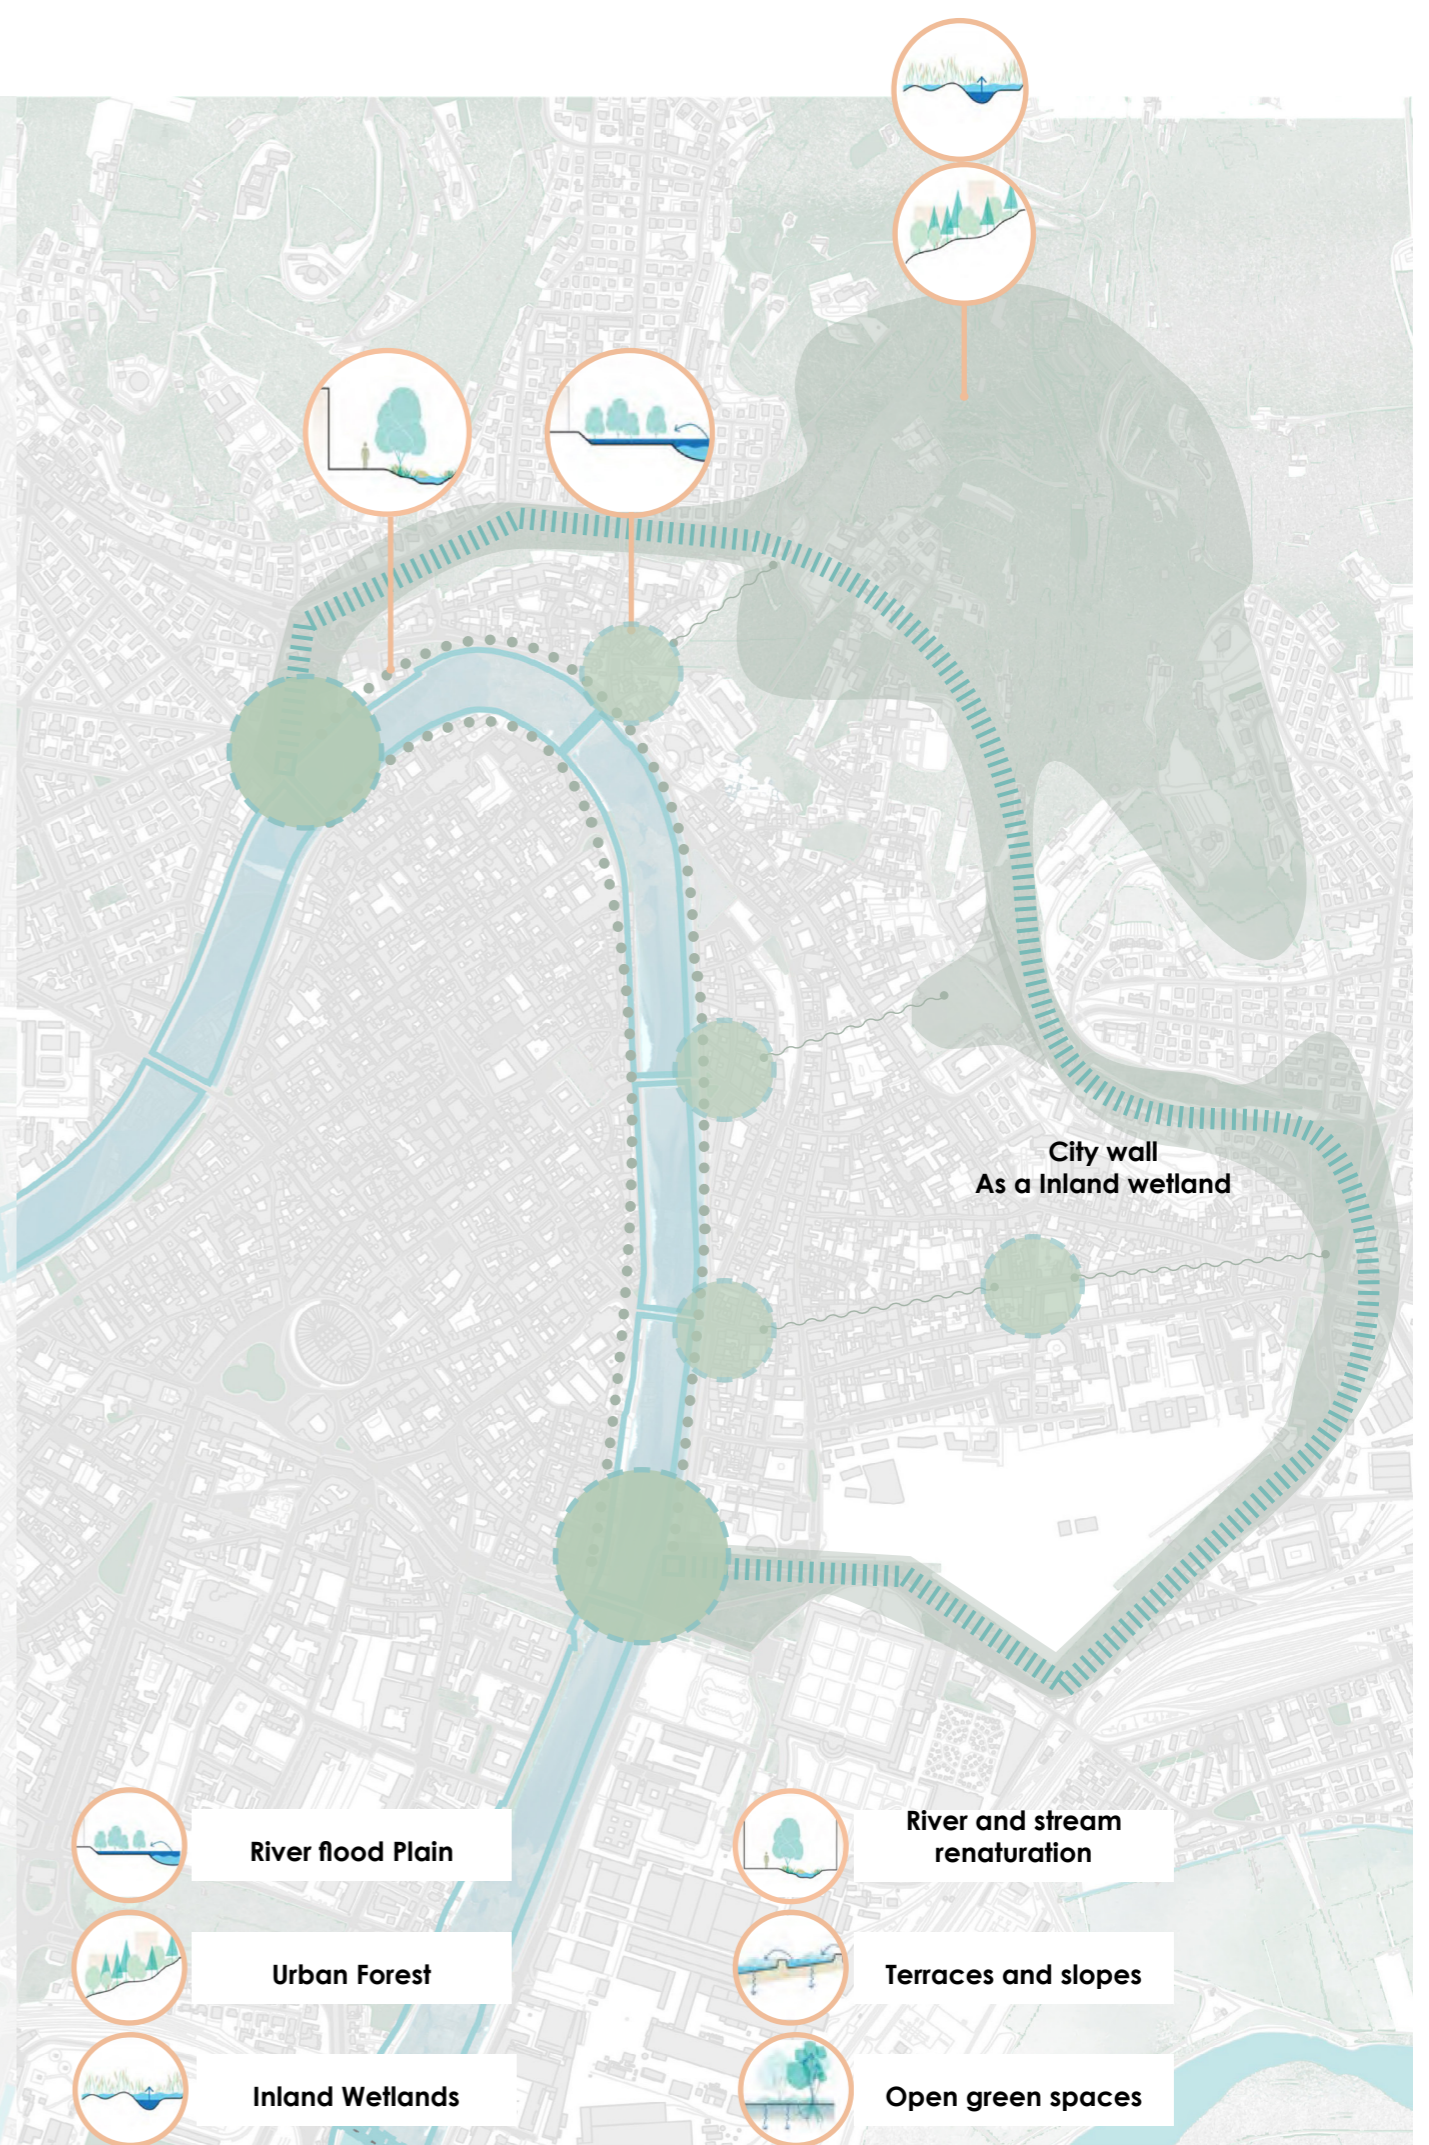 City wall
As a Inland wetland
River flood Plain
River and stream
renaturation
Urban Forest
Terraces and slopes
Inland Wetlands
Open green spaces